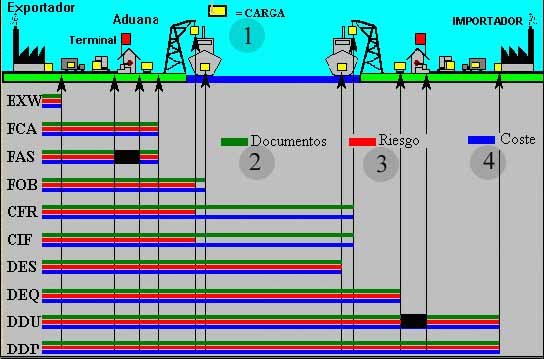 Exportador
Aduana
= CARGA
IMPORTADOR
Terminal
1
EXW
FCA
Documentos
Riesgo
Coste
FAS
2
3
4
FOB
CFR
CIF
DES
DEQ
DDU
DDP